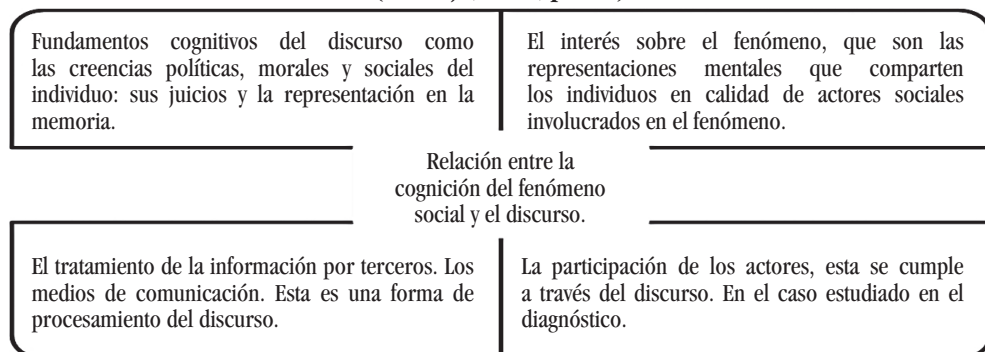 Fundamentos cognitivos del discurso como
las creencias políticas, morales y sociales del
individuo: sus juicios y la representación en la
memoria.
El interés sobre el fenómeno, que son las
representaciones mentales que comparten
los individuos en calidad de actores sociales
involucrados en el fenómeno.
Relación entre la
cognición del fenómeno
social y el discurso.
El tratamiento de la información por terceros. Los
medios de comunicación. Esta es una forma de
procesamiento del discurso.
La participación de los actores, esta se cumple
a través del discurso. En el caso estudiado en el
diagnóstico.